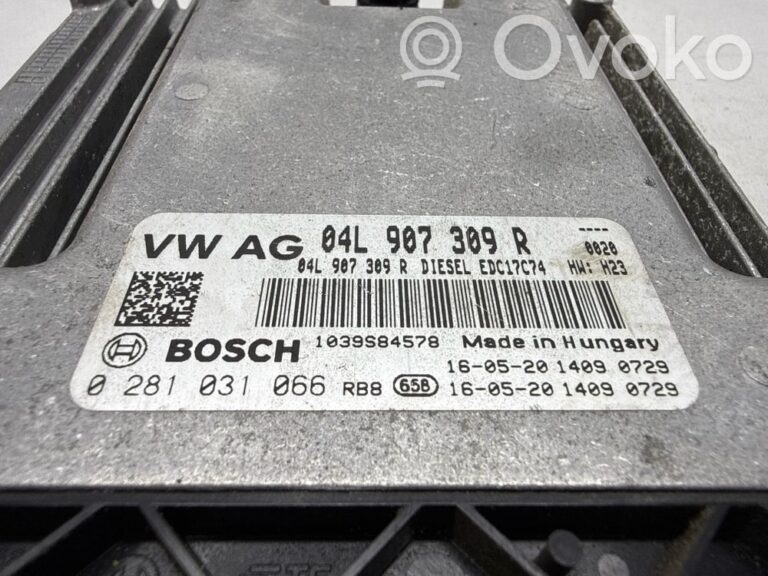 Ovoko
VW AG 04L 907 309 R ----
04L 907 309 R DIESEL EDC17C74 0020
HW: H23
BOSCH 1039S84578 Made in Hungary
16-05-20 1409 0729
0 281 031 066 RB8 65B 16-05-20 1409 0729